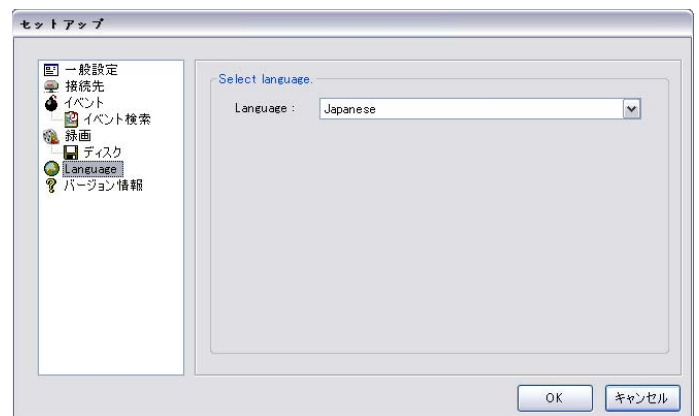 セットアップ
一般設定
接続先
イベント
イベント検索
録画
ディスク
Language
バージョン情報
Select language.
Language : Japanese
OK キャンセル